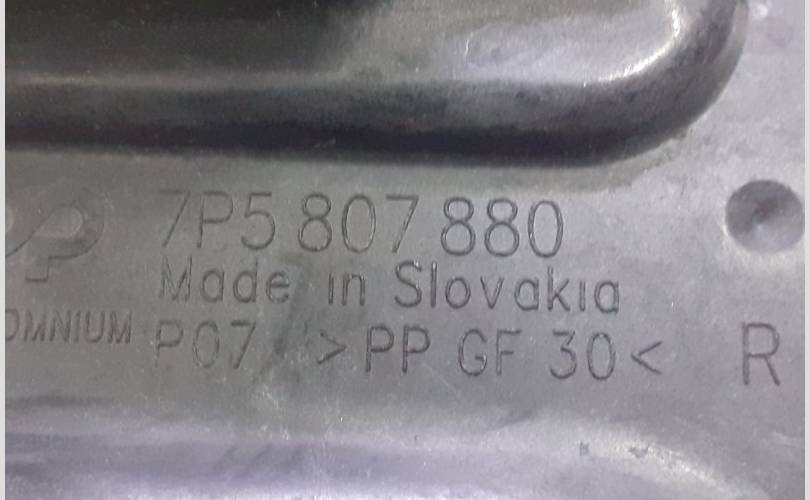 7P5 807 880
Made in Slovakia
OMNIUM P07 >PP GF 30< R